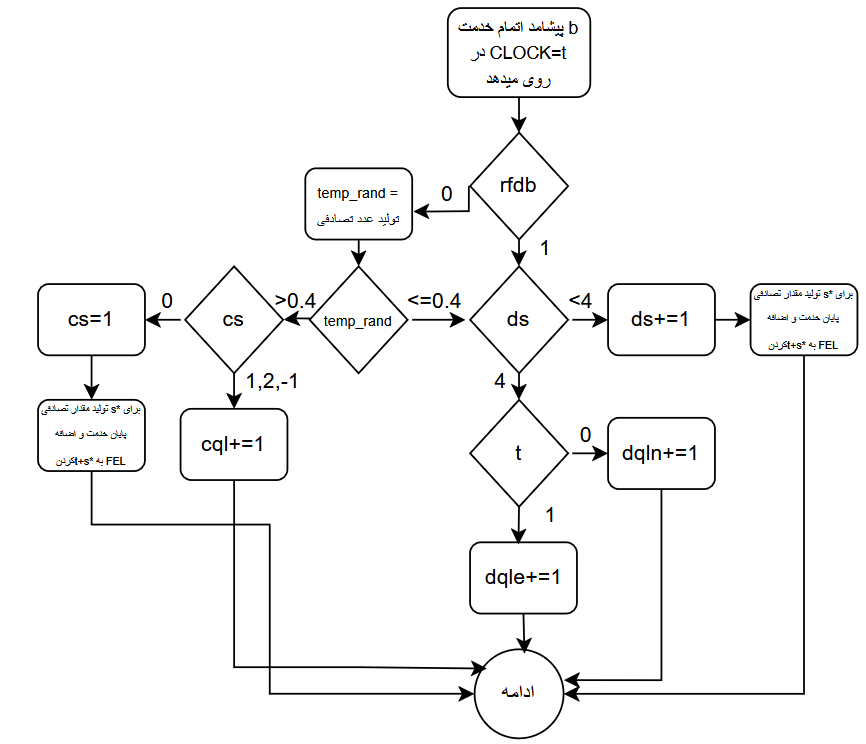 b پیشامد اتمام خدمت
در CLOCK=t
روی میدهد
rfdb
0
1
temp_rand =
تولید عدد تصادفی
temp_rand
>0.4
<=0.4
cs
0
cs=1
1,2,-1
cql+=1
برای s* تولید مقدار تصادفی
پایان خدمت و اضافه
کردن t+s* به FEL
ds
<4
ds+=1
برای s* تولید مقدار تصادفی
پایان خدمت و اضافه
کردن t+s* به FEL
4
t
0
dqln+=1
1
dqle+=1
ادامه